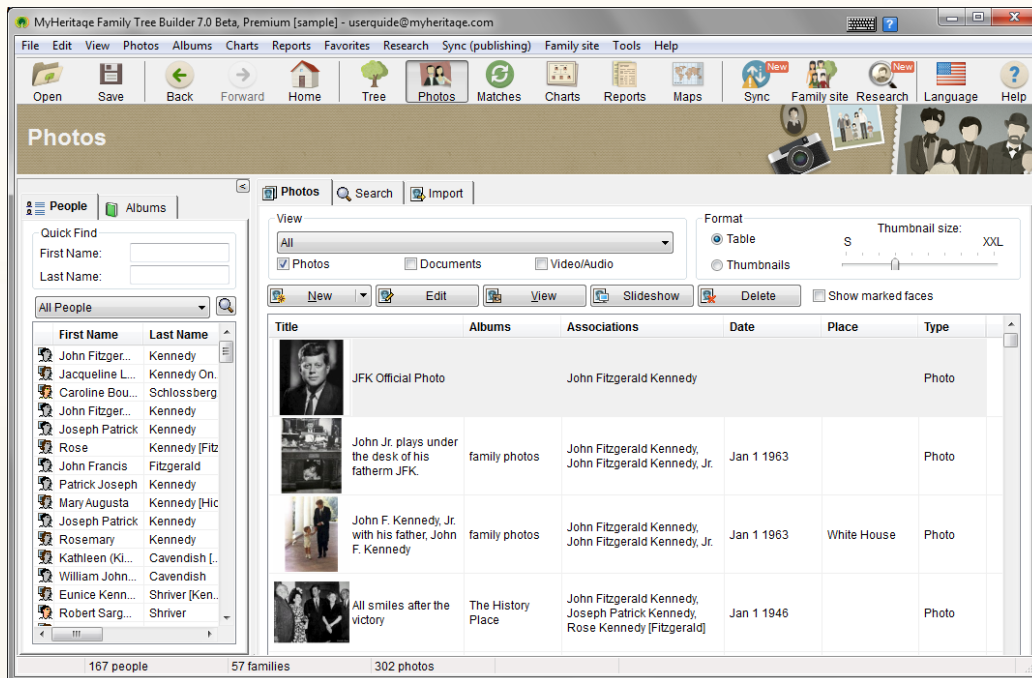 MyHeritage Family Tree Builder 7.0 Beta, Premium [sample] - userguide@myheritage.com
File Edit View Photos Albums Charts Reports Favorites Research Sync (publishing) Family site Tools Help
New New
Open Save Back Forward Home Tree Photos Matches Charts Reports Maps Sync Family site Research Language Help
Photos
People Albums
Quick Find
First Name:
Last Name:
All People
First Name Last Name
John Fitzger... Kennedy
Jacqueline L... Kennedy On.
Caroline Bou... Schlossberg
John Fitzger... Kennedy
Joseph Patrick Kennedy
Rose Kennedy [Fitz
John Francis Fitzgerald
Patrick Joseph Kennedy
Mary Augusta Kennedy [Hic
Joseph Patrick Kennedy
Rosemary Kennedy
Kathleen (Ki... Cavendish [..
William John... Cavendish
Eunice Kenn... Shriver [Ken..
Robert Sarg... Shriver
Photos Search Import
View
All
Photos Documents Video/Audio
Format
Table
Thumbnails
Thumbnail size:
S XXL
New Edit View Slideshow Delete Show marked faces
Title Albums Associations Date Place Type
JFK Official Photo John Fitzgerald Kennedy Photo
John Jr. plays under
the desk of his
fatherm JFK.
family photos
John Fitzgerald Kennedy,
John Fitzgerald Kennedy, Jr.
Jan 1 1963
Photo
John F. Kennedy, Jr.
with his father, John
F. Kennedy
family photos
John Fitzgerald Kennedy,
John Fitzgerald Kennedy, Jr.
Jan 1 1963
White House
Photo
All smiles after the
victory
The History
Place
John Fitzgerald Kennedy,
Joseph Patrick Kennedy,
Rose Kennedy [Fitzgerald]
Jan 1 1946
Photo
167 people 57 families 302 photos